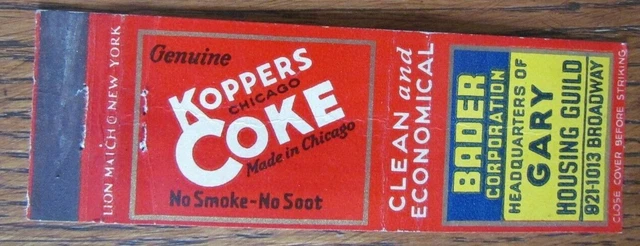 LION MATCH CO NEW YORK
Genuine
KOPPERS
CHICAGO
COKE
Made in Chicago
No Smoke-No Soot
CLEAN and
ECONOMICAL
BADER
CORPORATION
HEADQUARTERS OF
GARY
HOUSING GUILD
921-1013 BROADWAY
CLOSE COVER BEFORE STRIKING